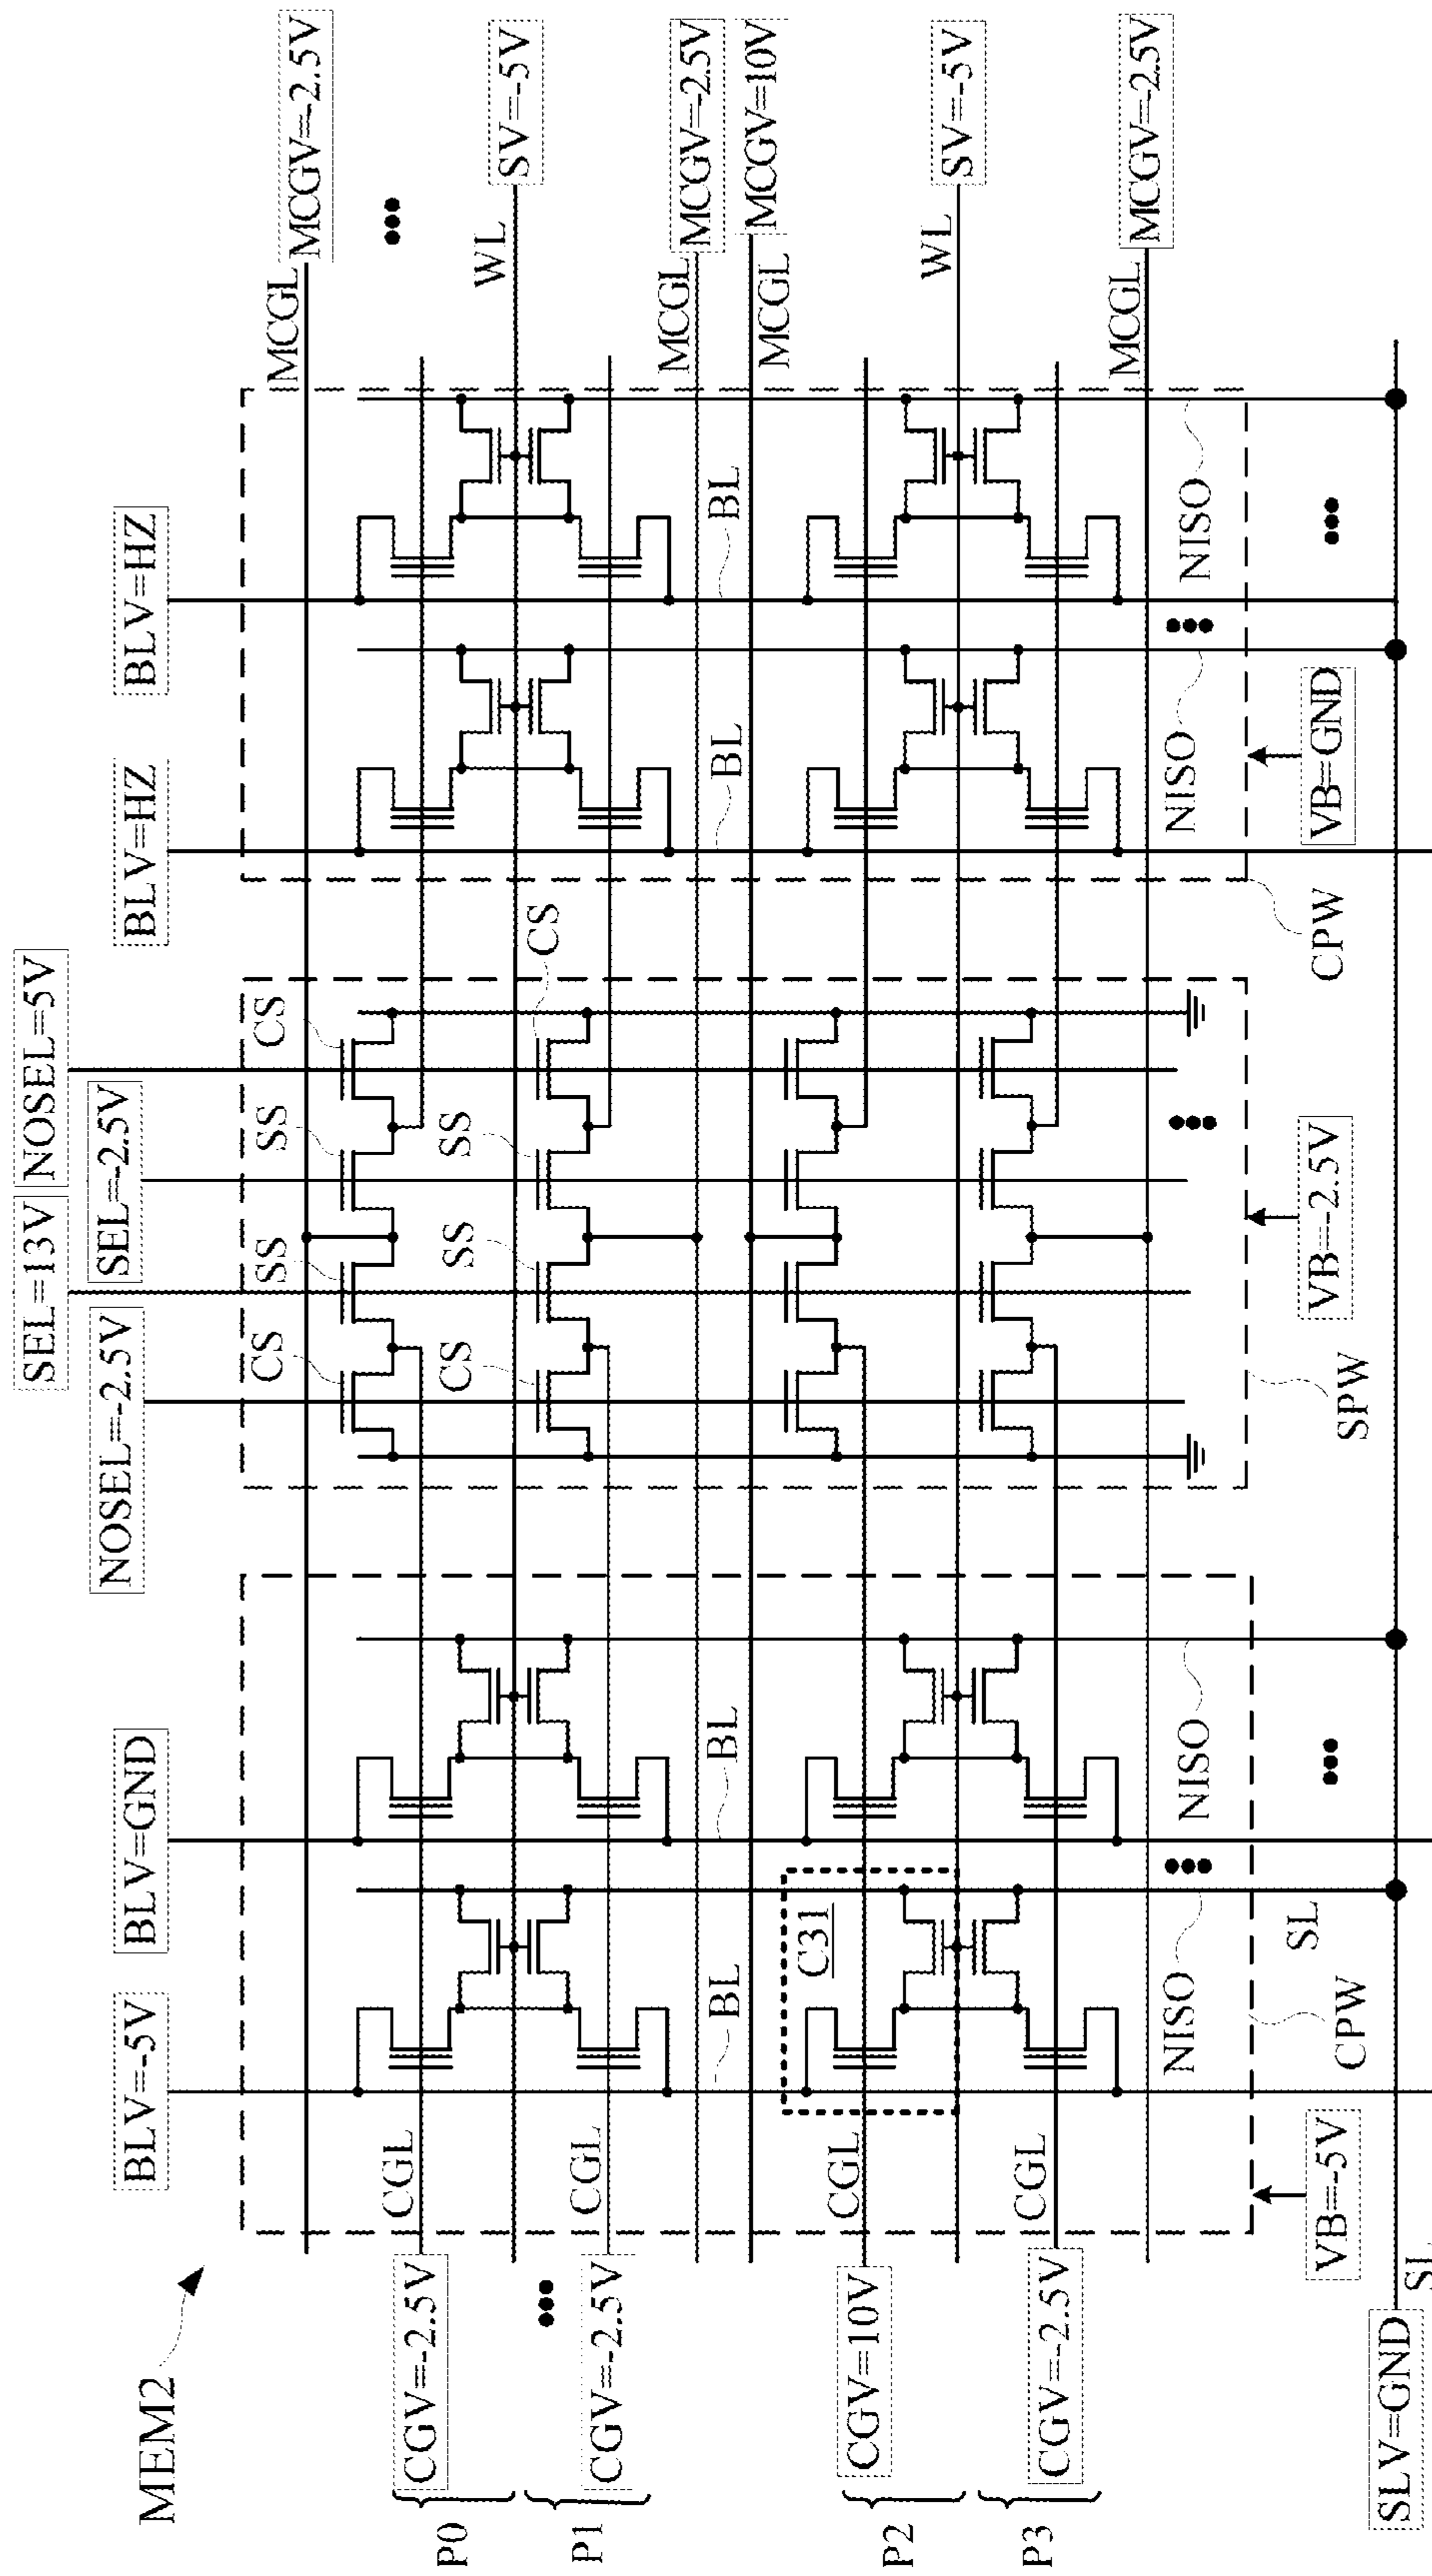 MEM2
BLV=-5V
BLV=GND
NOSEL=-2.5V
SEL=13V
SEL=-2.5V
NOSEL=5V
BLV=HZ
BLV=HZ
MCGL
MCGV=-2.5V
CS
SS
SS
CS
P0
CGV=-2.5V
CGL
WL
SV=-5V
P1
CGV=-2.5V
CGL
CS
SS
SS
CS
MCGL
MCGV=-2.5V
BL
BL
BL
BL
MCGL
MCGV=10V
C31
P2
CGV=10V
CGL
WL
SV=-5V
P3
CGV=-2.5V
CGL
MCGL
MCGV=-2.5V
NISO
NISO
NISO
NISO
VB=-5V
CPW
SL
SPW
VB=-2.5V
CPW
VB=GND
SLV=GND
SL